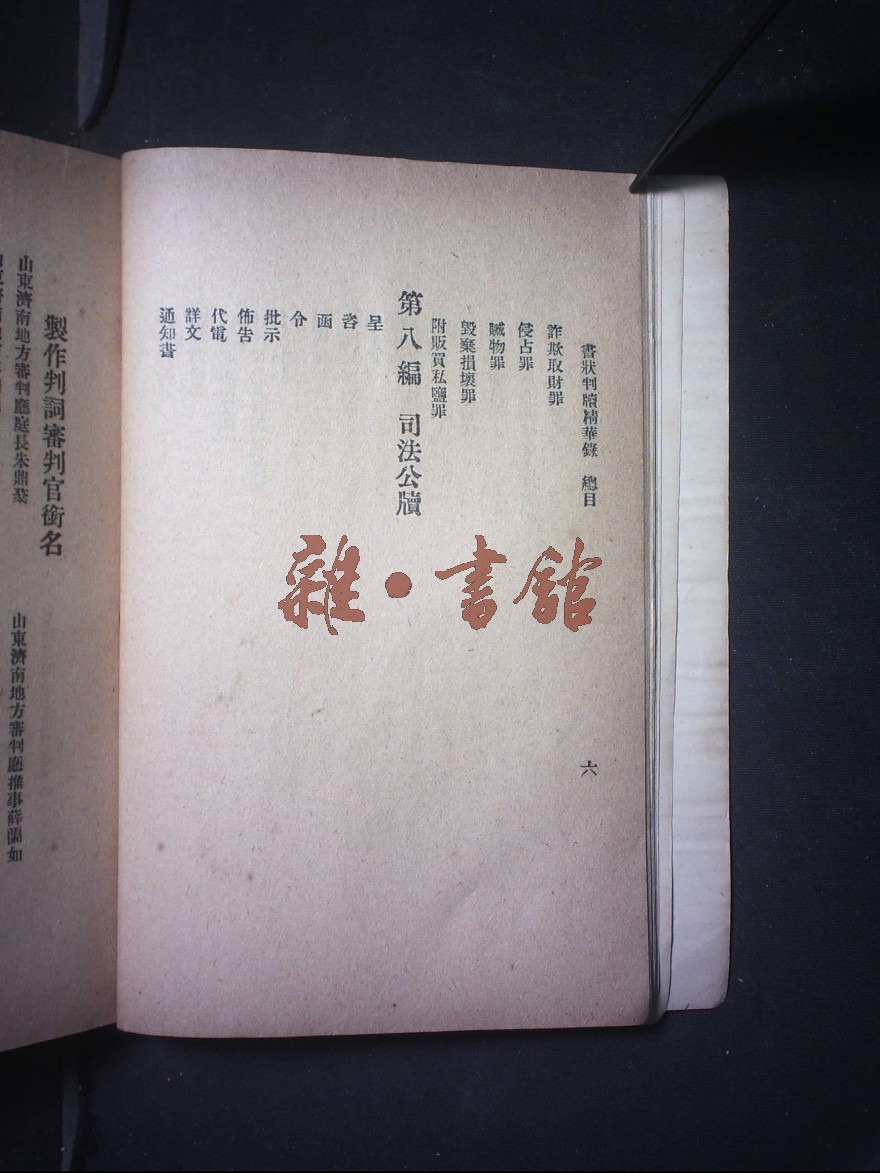 書狀判牘精華錄 總目
六
詐欺取財罪
侵占罪
贓物罪
毀棄損壞罪
附販買私鹽罪
第八編 司法公牘
呈
咨
函
令
批示
佈告
代電
詳文
通知書
雜·書館
製作判詞審判官銜名
山東濟南地方審判廳庭長朱鼎棻
山東濟南地方審判廳推事薛蘭如